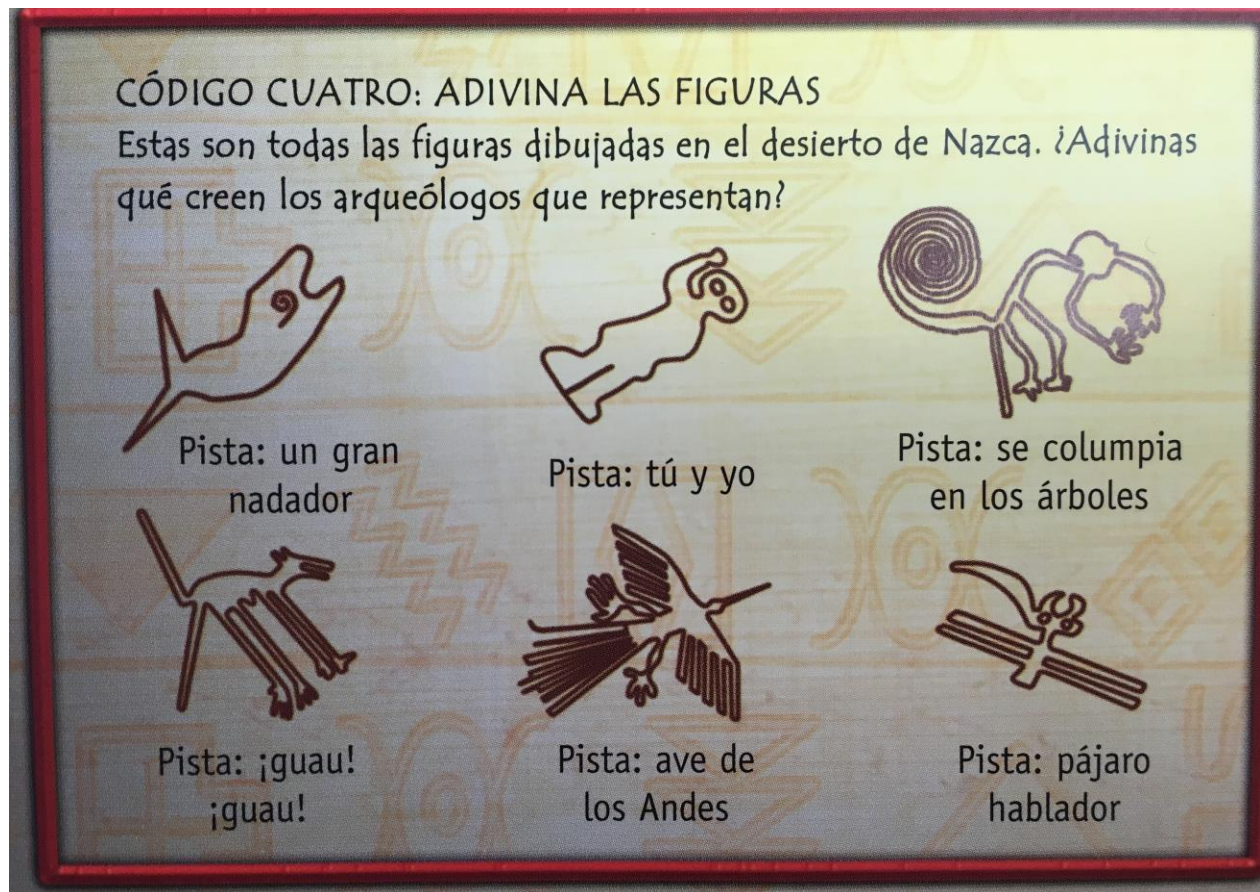 CÓDIGO CUATRO: ADIVINA LAS FIGURAS
Estas son todas las figuras dibujadas en el desierto de Nazca. ¿Adivinas
qué creen los arqueólogos que representan?
Pista: un gran
nadador
Pista: tú y yo
Pista: se columpia
en los árboles
Pista: ¡guau!
¡guau!
Pista: ave de
los Andes
Pista: pájaro
hablador